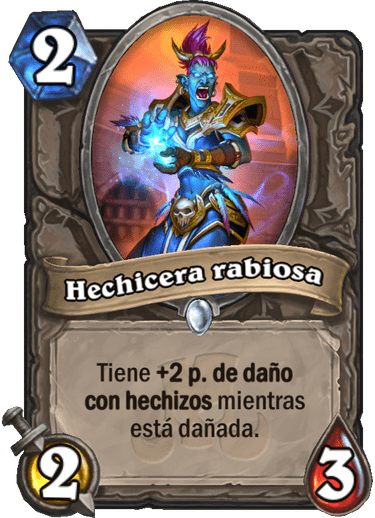 2
Hechicera rabiosa
Tiene +2 p. de daño
con hechizos mientras
está dañada.
2
3